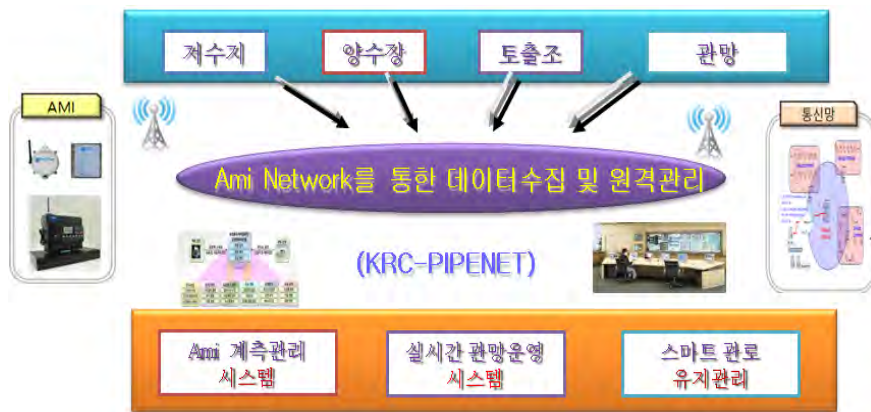 저수지
양수장
토출조
관망
AMI
통신망
Ami Network를 통한 데이터수집 및 원격관리
(KRC-PIPENET)
Ami 계측관리
시스템
실시간 관망운영
시스템
스마트 관로
유지관리